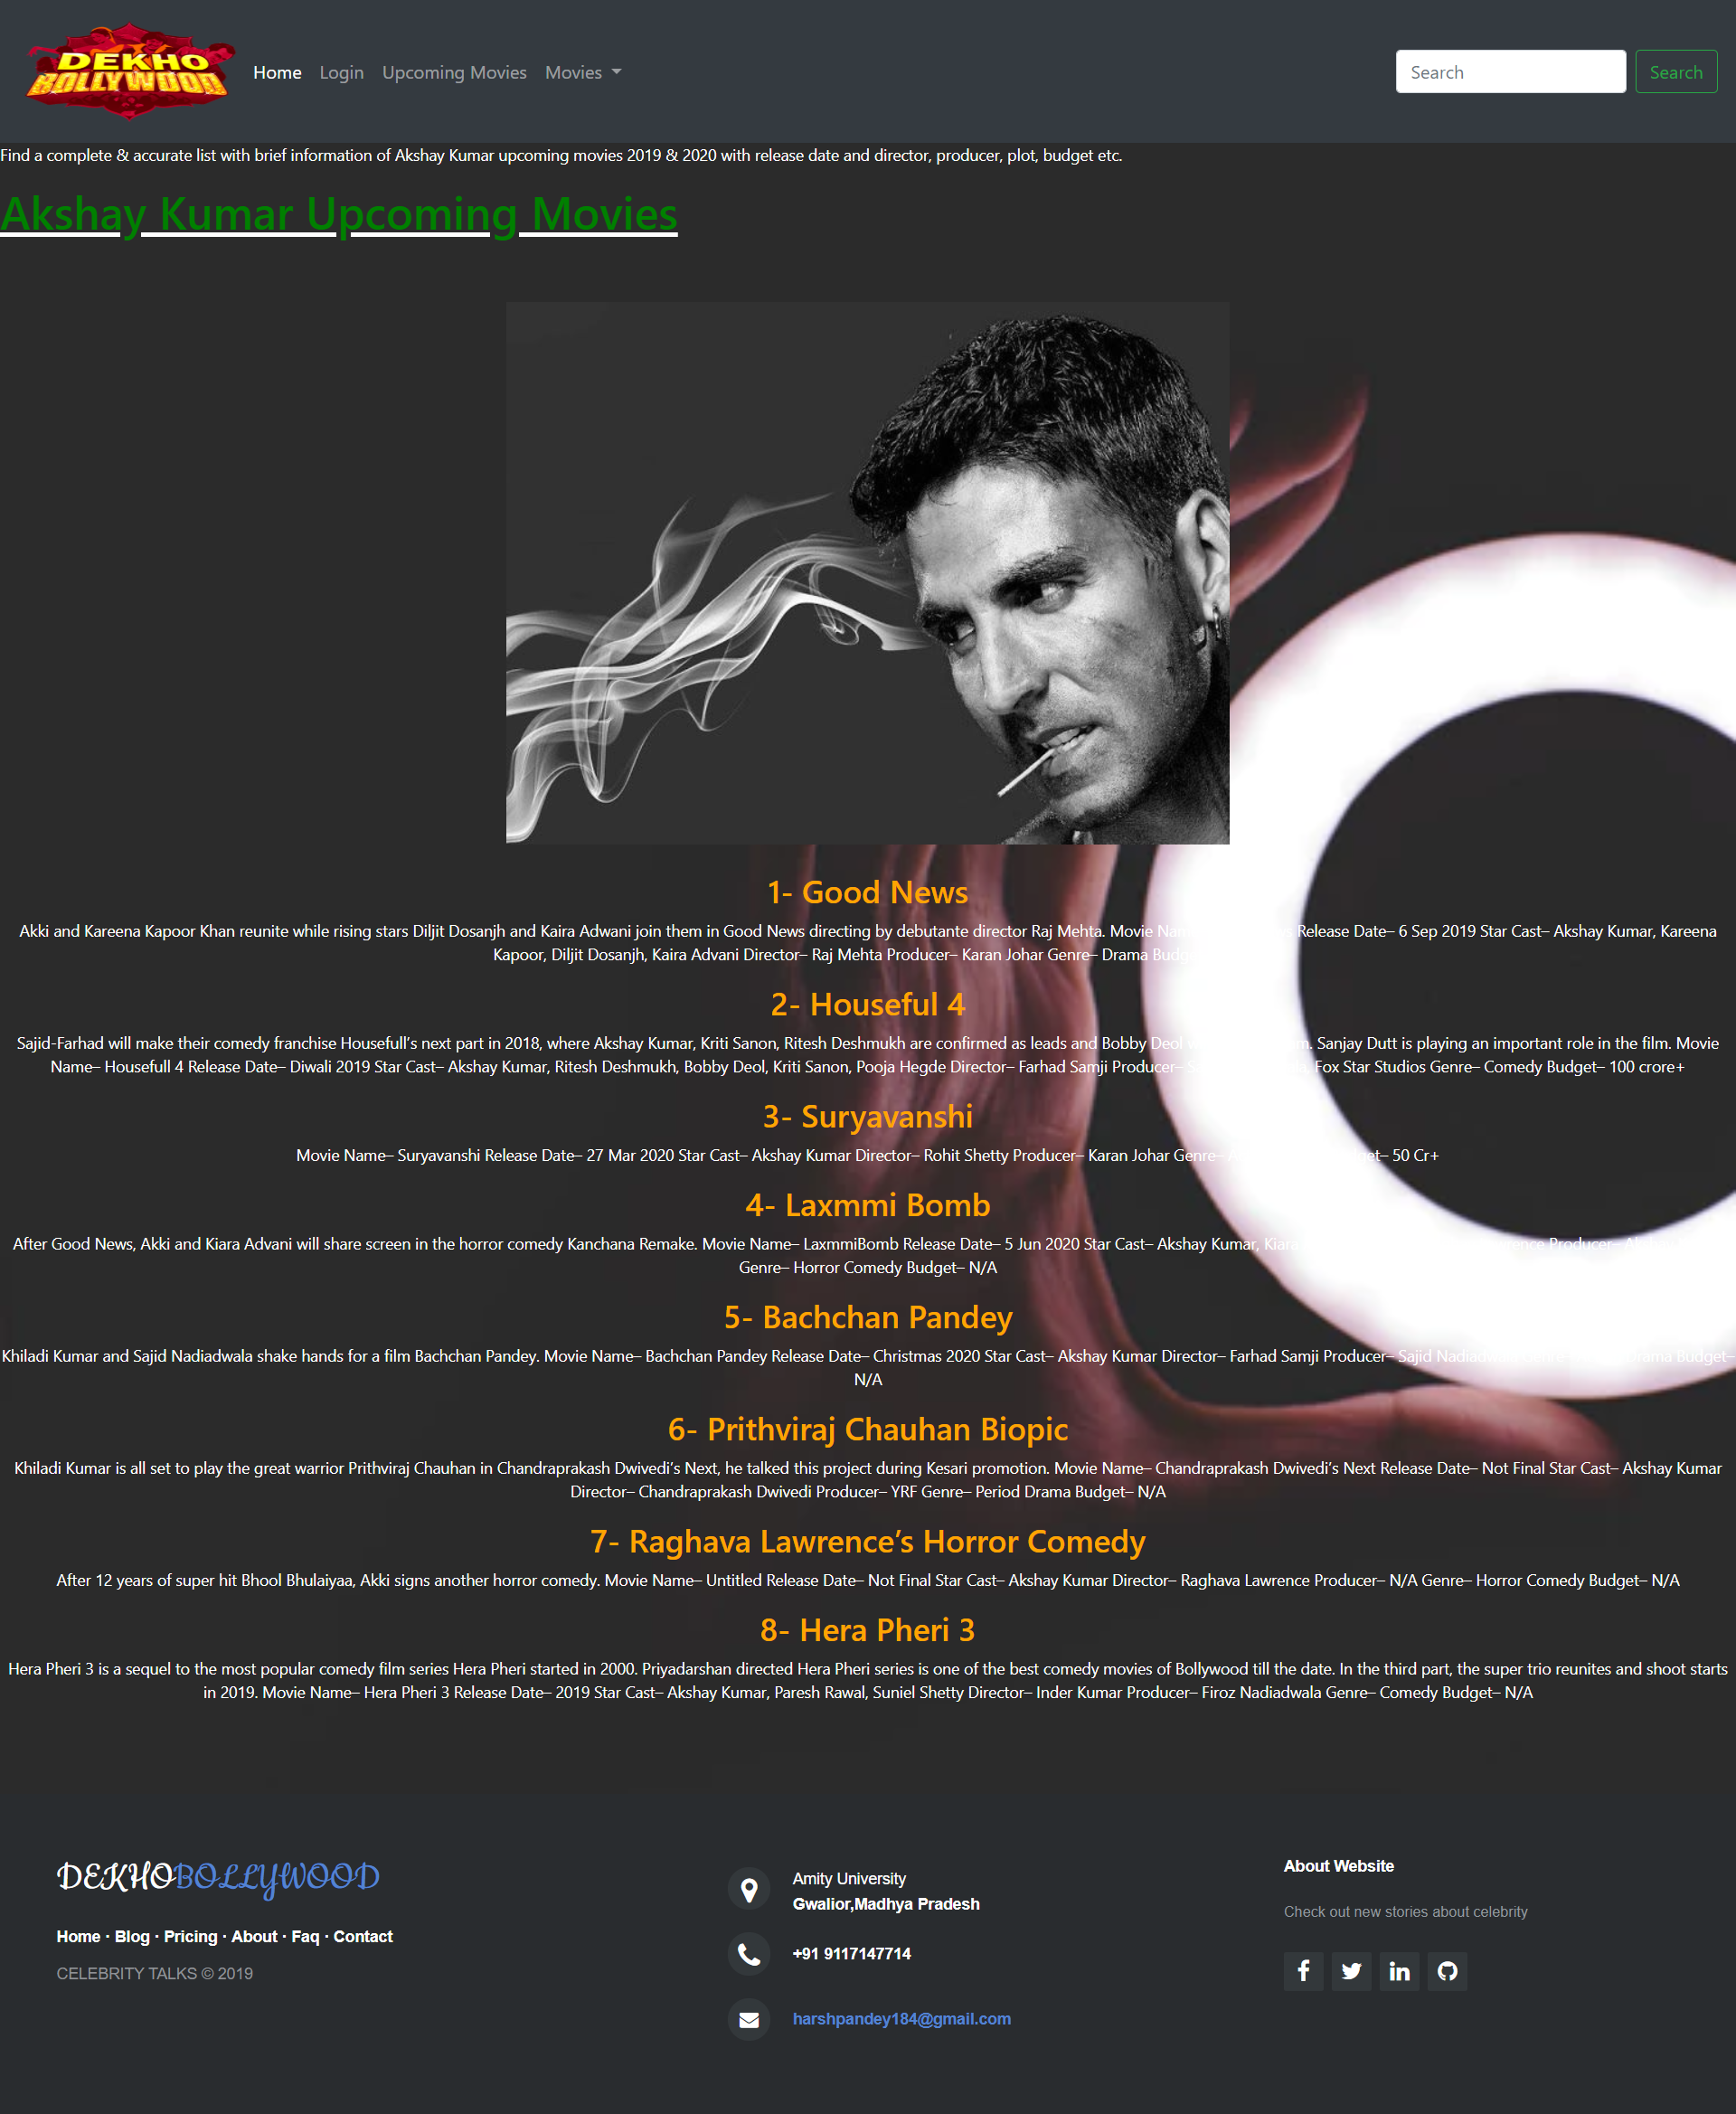 DEKHO
BOLLYWOOD
Home Login Upcoming Movies Movies
Search Search
Find a complete & accurate list with brief information of Akshay Kumar upcoming movies 2019 & 2020 with release date and director, producer, plot, budget etc.
Akshay Kumar Upcoming Movies
1- Good News
Akki and Kareena Kapoor Khan reunite while rising stars Diljit Dosanjh and Kaira Adwani join them in Good News directing by debutante director Raj Mehta. Movie Release Date– 6 Sep 2019 Star Cast– Akshay Kumar, Kareena
Kapoor, Diljit Dosanjh, Kaira Advani Director– Raj Mehta Producer– Karan Johar Genre– Drama
2- Houseful 4
Sajid-Farhad will make their comedy franchise Housefull’s next part in 2018, where Akshay Kumar, Kriti Sanon, Ritesh Deshmukh are confirmed as leads and Bobby Deol Sanjay Dutt is playing an important role in the film. Movie
Name– Housefull 4 Release Date– Diwali 2019 Star Cast– Akshay Kumar, Ritesh Deshmukh, Bobby Deol, Kriti Sanon, Pooja Hegde Director– Farhad Samji Producer– Fox Star Studios Genre– Comedy Budget– 100 crore+
3- Suryavanshi
Movie Name– Suryavanshi Release Date– 27 Mar 2020 Star Cast– Akshay Kumar Director– Rohit Shetty Producer– Karan Johar Genre– 50 Cr+
4- Laxmmi Bomb
After Good News, Akki and Kiara Advani will share screen in the horror comedy Kanchana Remake. Movie Name– LaxmmiBomb Release Date– 5 Jun 2020 Star Cast– Akshay Kumar, Kiara Producer–
Genre– Horror Comedy Budget– N/A
5- Bachchan Pandey
Khiladi Kumar and Sajid Nadiadwala shake hands for a film Bachchan Pandey. Movie Name– Bachchan Pandey Release Date– Christmas 2020 Star Cast– Akshay Kumar Director– Farhad Samji Producer– Sajid Drama Budget–
N/A
6- Prithviraj Chauhan Biopic
Khiladi Kumar is all set to play the great warrior Prithviraj Chauhan in Chandraprakash Dwivedi’s Next, he talked this project during Kesari promotion. Movie Name– Chandraprakash Dwivedi’s Next Release Date– Not Final Star Cast– Akshay Kumar
Director– Chandraprakash Dwivedi Producer– YRF Genre– Period Drama Budget– N/A
7- Raghava Lawrence’s Horror Comedy
After 12 years of super hit Bhool Bhulaiyaa, Akki signs another horror comedy. Movie Name– Untitled Release Date– Not Final Star Cast– Akshay Kumar Director– Raghava Lawrence Producer– N/A Genre– Horror Comedy Budget– N/A
8- Hera Pheri 3
Hera Pheri 3 is a sequel to the most popular comedy film series Hera Pheri started in 2000. Priyadarshan directed Hera Pheri series is one of the best comedy movies of Bollywood till the date. In the third part, the super trio reunites and shoot starts
in 2019. Movie Name– Hera Pheri 3 Release Date– 2019 Star Cast– Akshay Kumar, Paresh Rawal, Suniel Shetty Director– Inder Kumar Producer– Firoz Nadiadwala Genre– Comedy Budget– N/A
DEKHOBOLLYWOOD
Home · Blog · Pricing · About · Faq · Contact
CELEBRITY TALKS © 2019
Amity University
Gwalior,Madhya Pradesh
+91 9117147714
harshpandey184@gmail.com
About Website
Check out new stories about celebrity